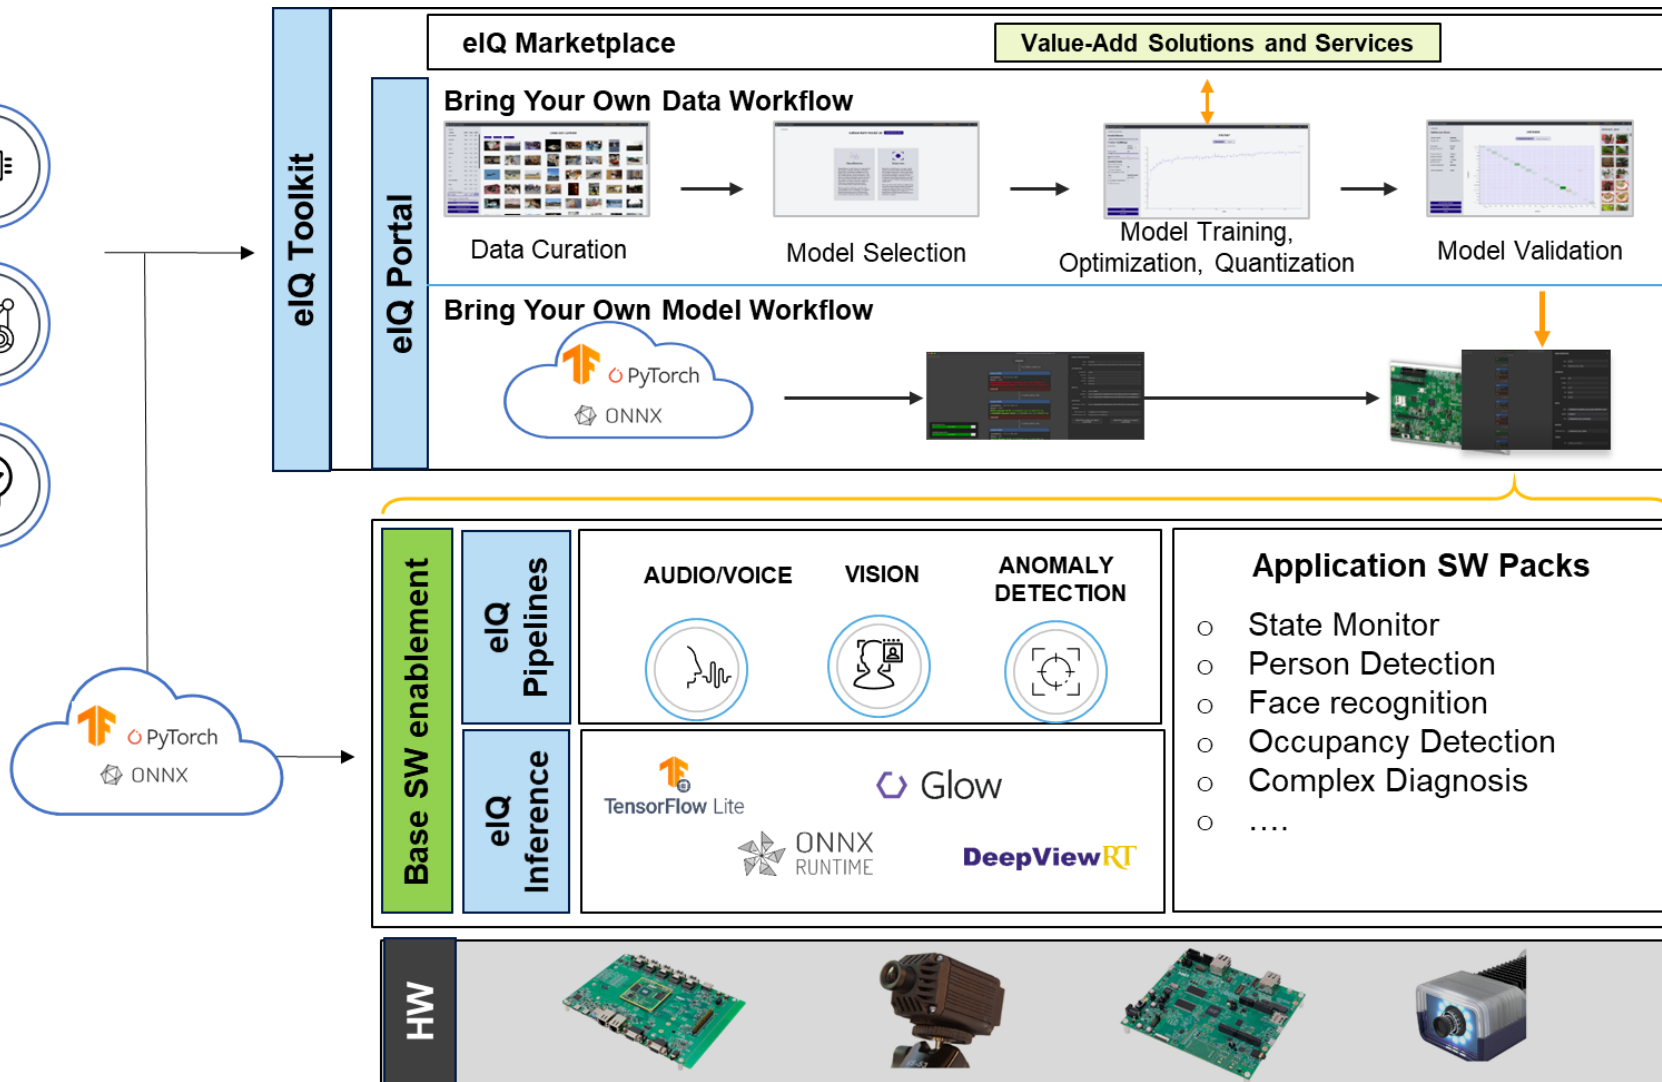 eIQ Marketplace
Value-Add Solutions and Services
eIQ Toolkit
eIQ Portal
Bring Your Own Data Workflow
Data Curation
Model Selection
Model Training,
Optimization, Quantization
Model Validation
Bring Your Own Model Workflow
PyTorch
ONNX
PyTorch
ONNX
Base SW enablement
eIQ
Pipelines
AUDIO/VOICE
VISION
ANOMALY
DETECTION
eIQ
Inference
TensorFlow Lite
Glow
ONNX
RUNTIME
DeepViewRT
Application SW Packs
o State Monitor
o Person Detection
o Face recognition
o Occupancy Detection
o Complex Diagnosis
o ....
HW